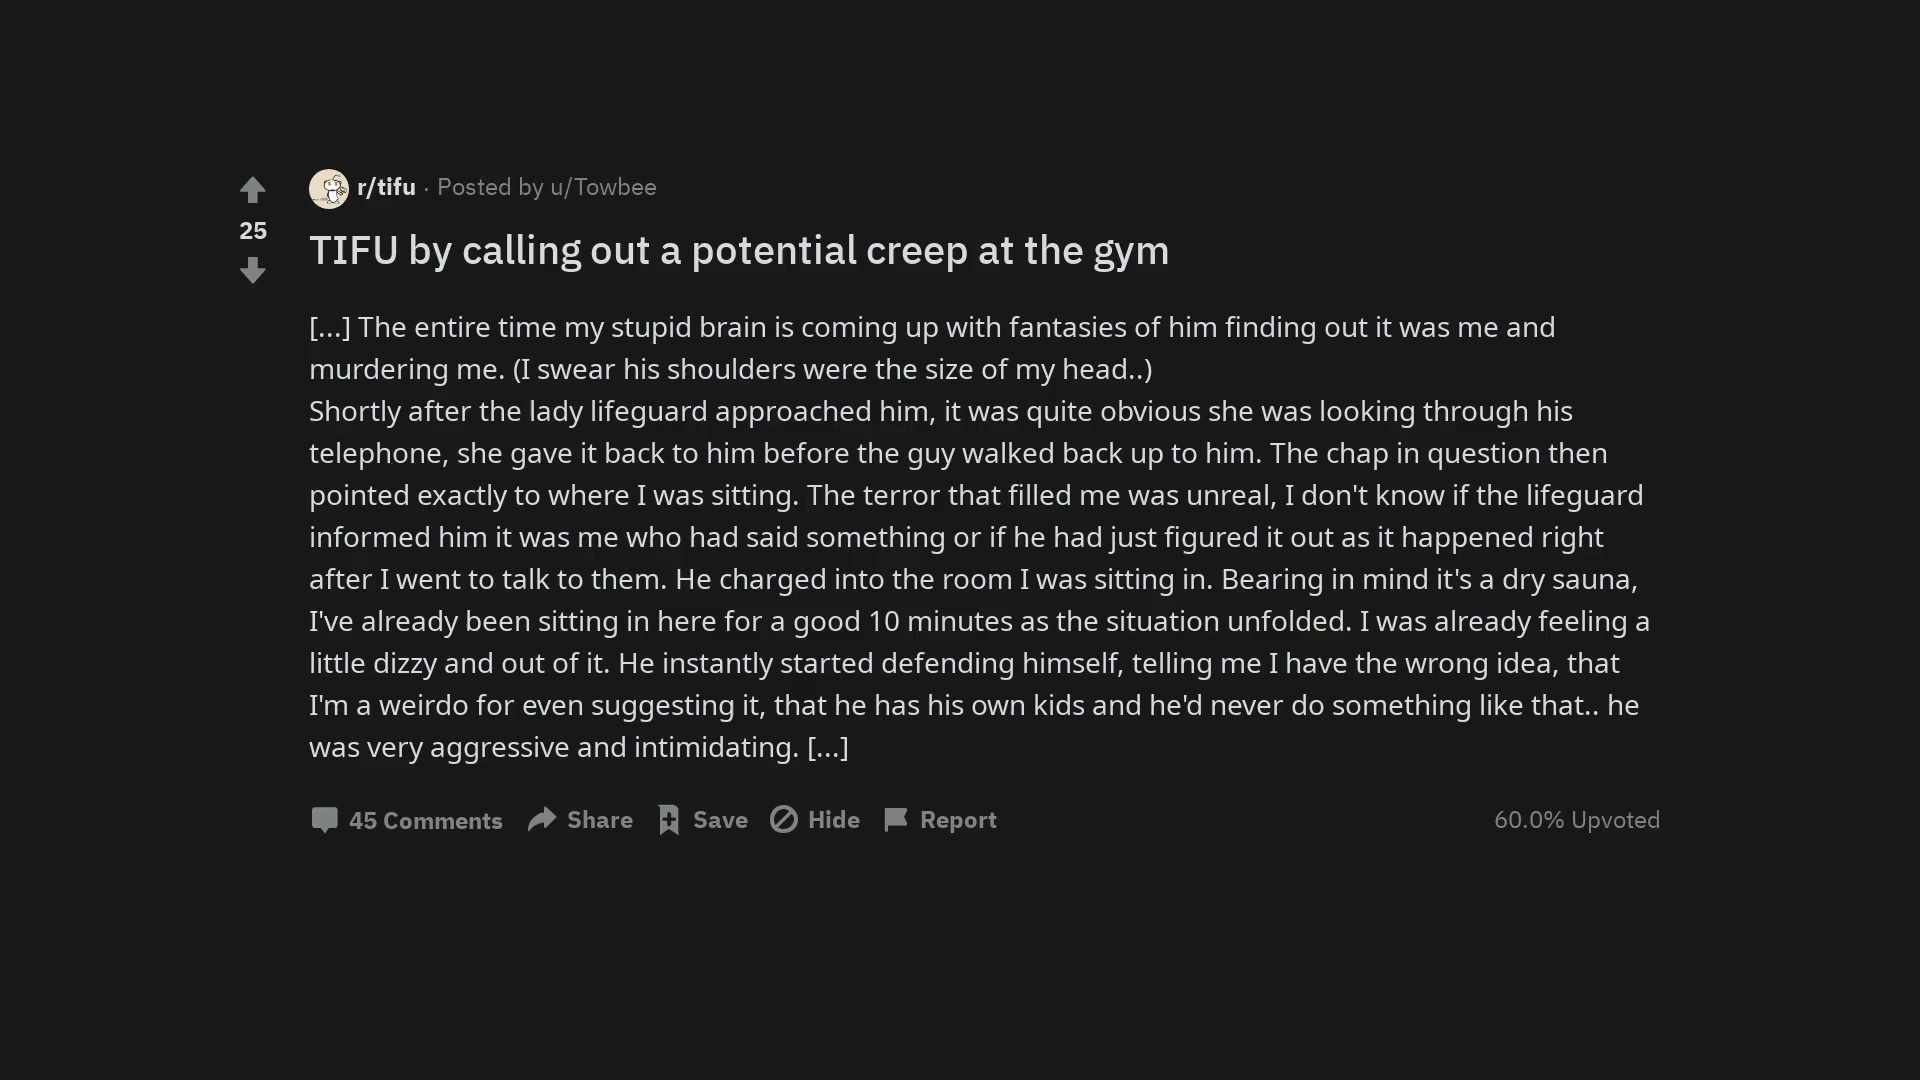 r/tifu · Posted by u/Towbee
25
TIFU by calling out a potential creep at the gym
[...] The entire time my stupid brain is coming up with fantasies of him finding out it was me and
murdering me. (I swear his shoulders were the size of my head..)
Shortly after the lady lifeguard approached him, it was quite obvious she was looking through his
telephone, she gave it back to him before the guy walked back up to him. The chap in question then
pointed exactly to where I was sitting. The terror that filled me was unreal, I don't know if the lifeguard
informed him it was me who had said something or if he had just figured it out as it happened right
after I went to talk to them. He charged into the room I was sitting in. Bearing in mind it's a dry sauna,
I've already been sitting in here for a good 10 minutes as the situation unfolded. I was already feeling a
little dizzy and out of it. He instantly started defending himself, telling me I have the wrong idea, that
I'm a weirdo for even suggesting it, that he has his own kids and he'd never do something like that.. he
was very aggressive and intimidating. [...]
45 Comments Share Save Hide Report 60.0% Upvoted